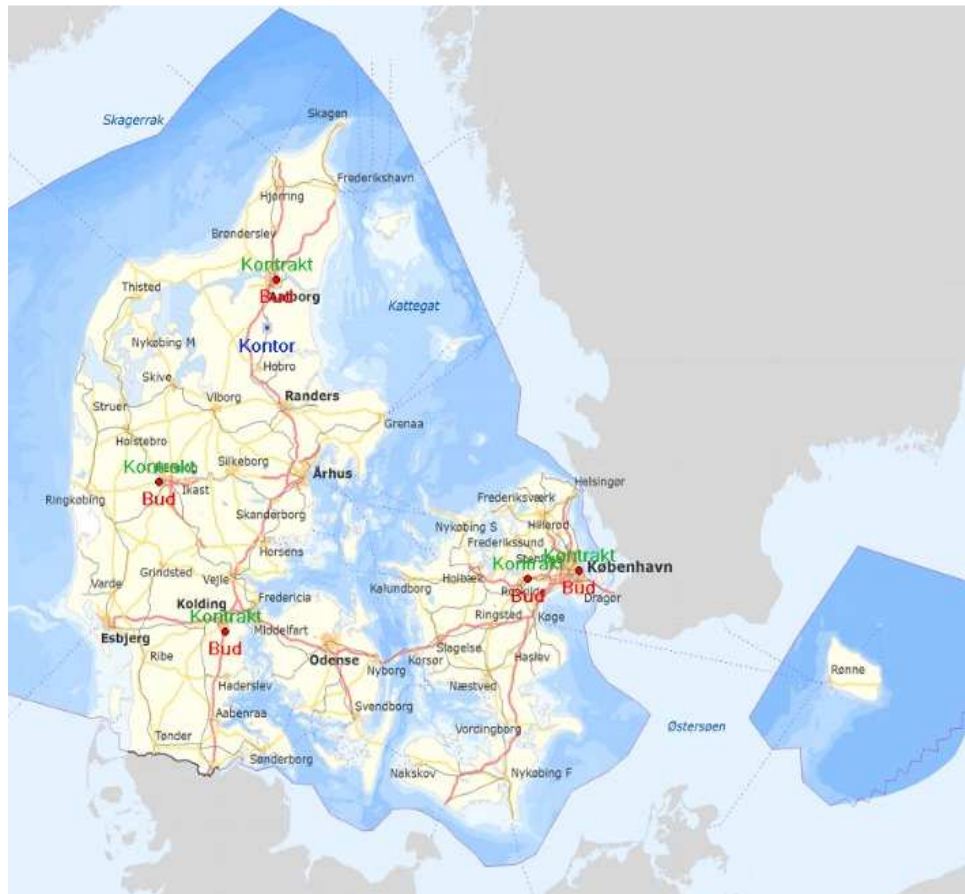 Skagen
Skagerrak
Frederikshavn
Hjørring
Brønderslev
Kontrakt
Thisted
Bud
Aalborg
Kattegat
Nykøbing M
Kontor
Hobro
Skive
Struer
Viborg
Randers
Grenaa
Holstebro
Kontrakt
Silkeborg
Århus
Ikast
Ringkøbing
Bud
Helsingør
Skanderborg
Frederiksværk
Nykøbing S
Hillerød
Horsens
Frederikssund
Kontrakt
Grindsted
Kontrakt
København
Varde
Vejle
Kalundborg
Holbæk
Bud
Roskilde
Bud
Dragør
Kolding
Fredericia
Kontrakt
Ringsted
Køge
Esbjerg
Middelfart
Bud
Ribe
Odense
Nyborg
Korsør
Slagelse
Haslev
Rønne
Haderslev
Næstved
Aabenraa
Svendborg
Vordingborg
Østersøen
Tønder
Sønderborg
Nakskov
Nykøbing F